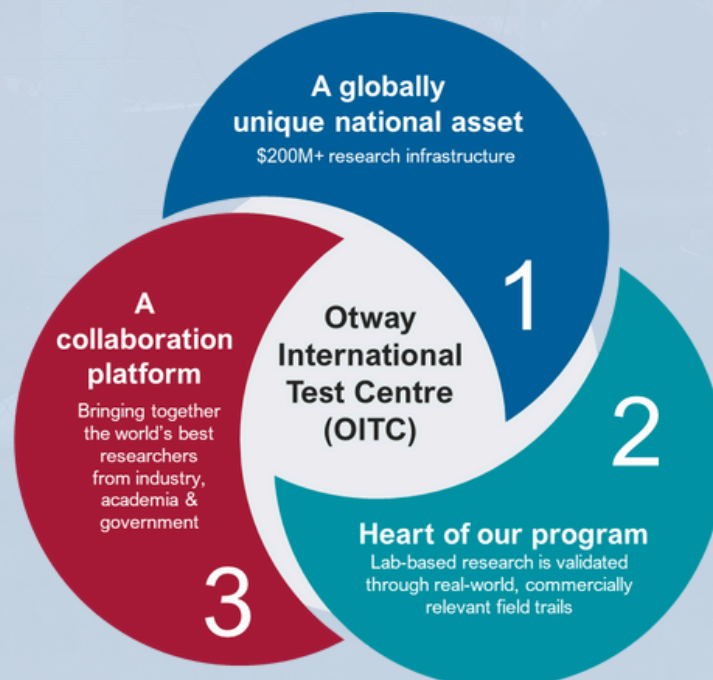 A globally
unique national asset
$200M+ research infrastructure
1
Otway
International
Test Centre
(OITC)
2
Heart of our program
Lab-based research is validated
through real-world, commercially
relevant field trails
A
collaboration
platform
Bringing together
the world's best
researchers
from industry,
academia &
government
3